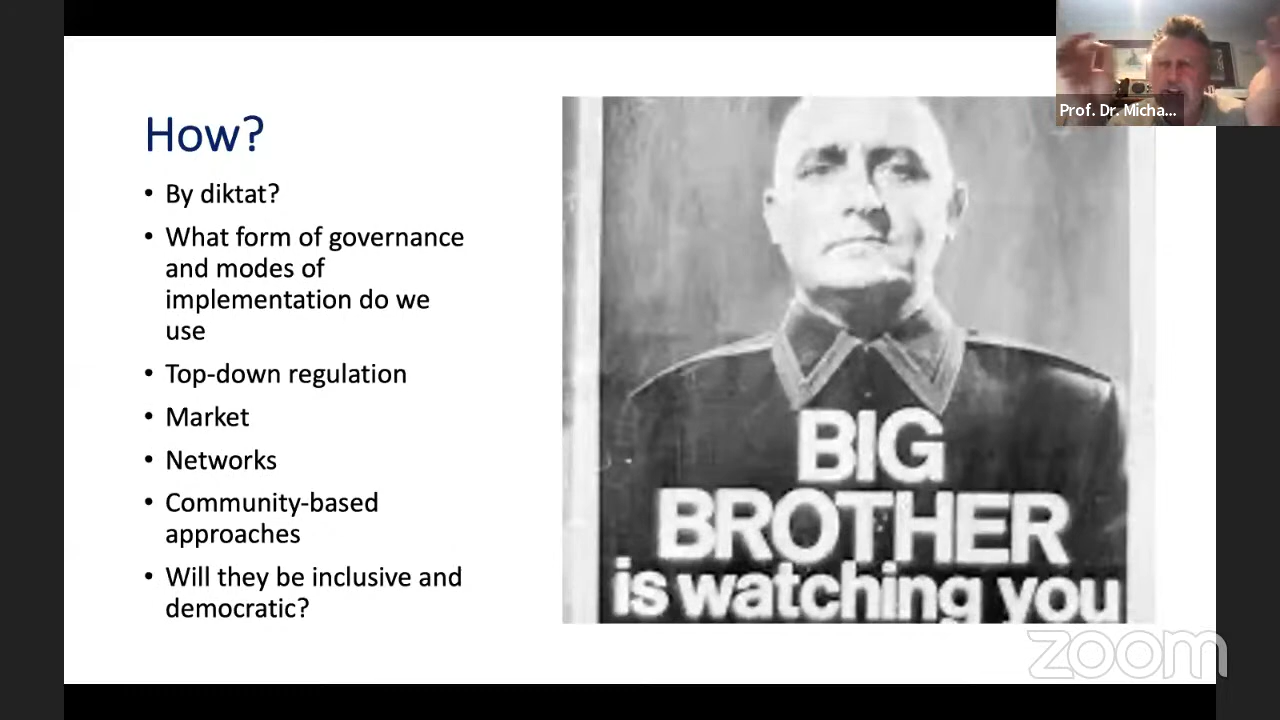 Prof. Dr. Micha...
How?
• By diktat?
• What form of governance
and modes of
implementation do we
use
• Top-down regulation
• Market
• Networks
• Community-based
approaches
• Will they be inclusive and
democratic?
BIG
BROTHER
is watching you
zoom